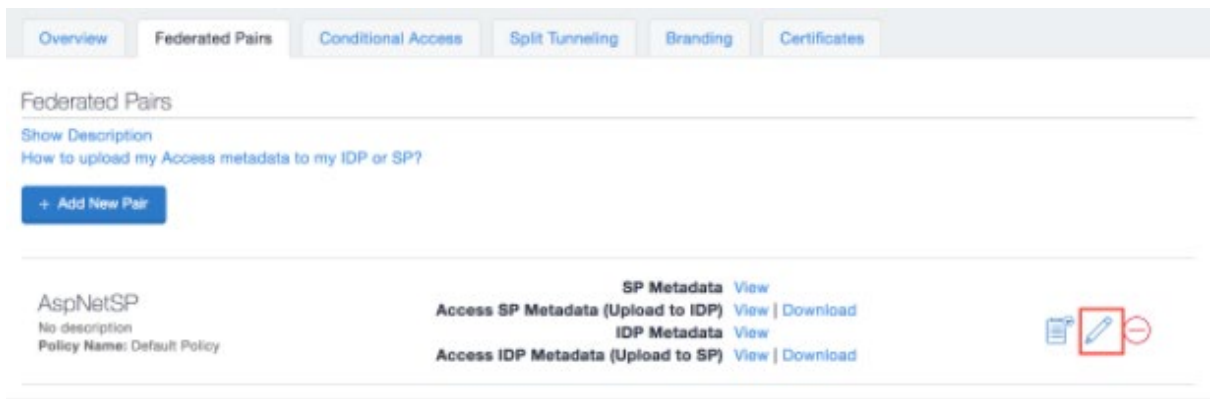 Overview Federated Pairs Conditional Access Split Tunneling Branding Certificates
Federated Pairs
Show Description
How to upload my Access metadata to my IDP or SP?
+ Add New Pair
AspNetSP
No description
Policy Name: Default Policy
SP Metadata View
Access SP Metadata (Upload to IDP) View | Download
IDP Metadata View
Access IDP Metadata (Upload to SP) View | Download